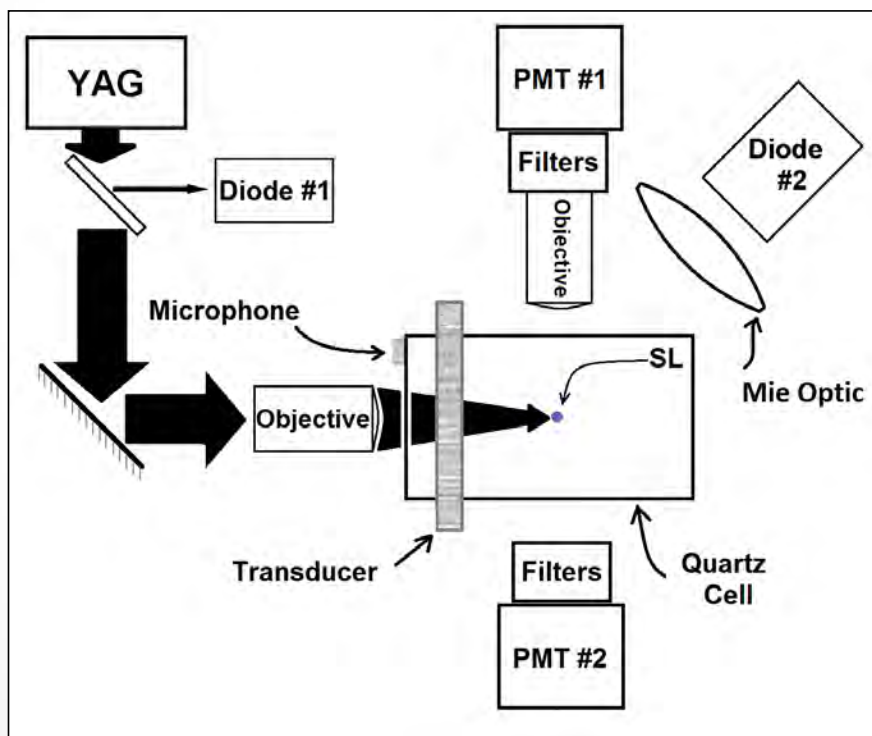 YAG
PMT #1
Filters
Objective
Diode
#2
Diode #1
Microphone
SL
Mie Optic
Objective
Transducer
Filters
Quartz
Cell
PMT #2